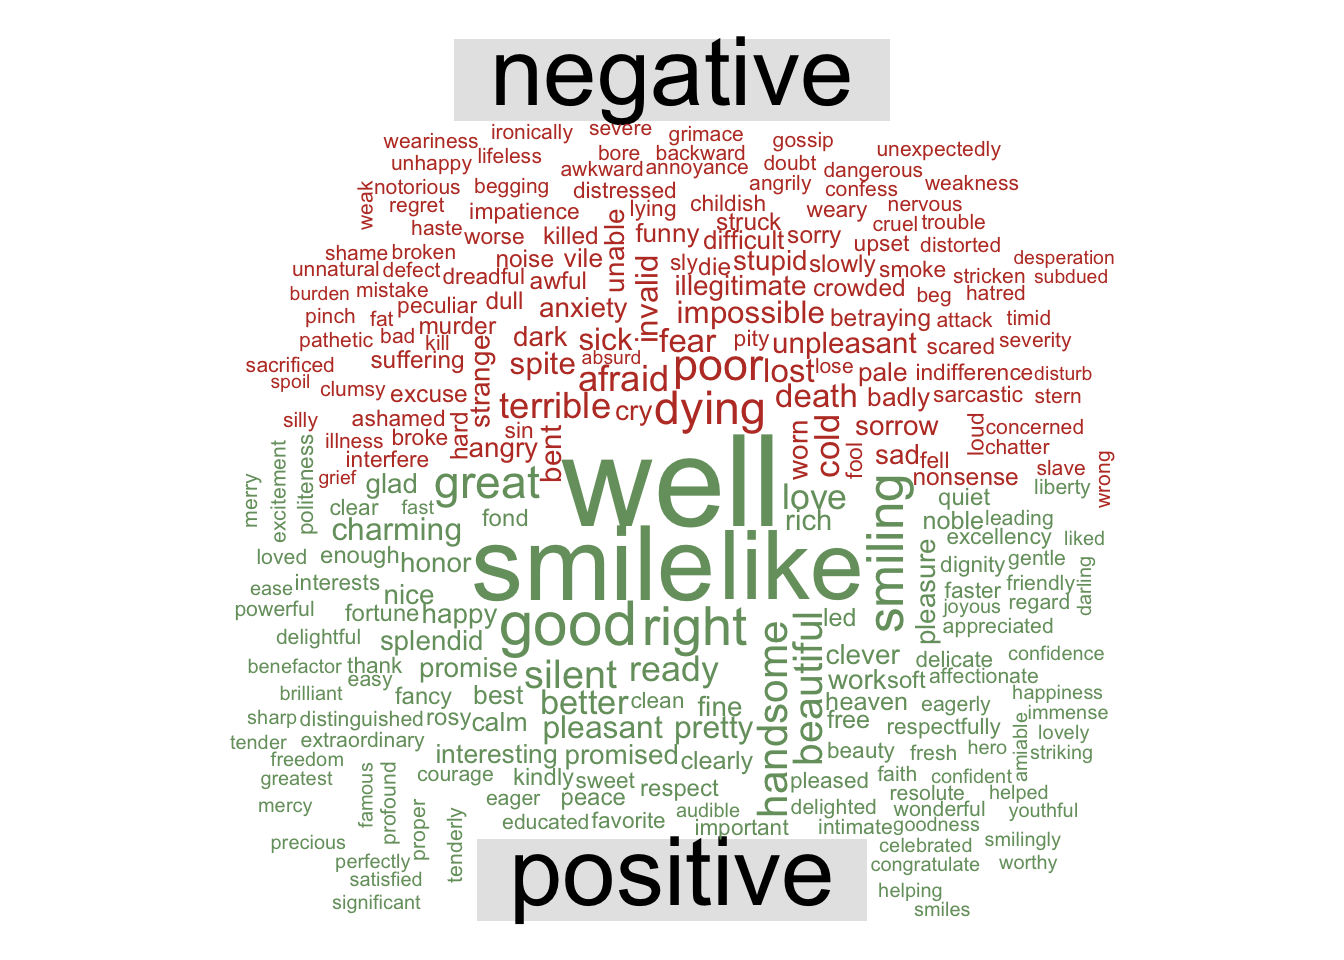 negative
ironically severe grimace gossip
weariness unexpectedly
unhappy lifeless bore backward doubt dangerous
awkward annoyance
weak notorious begging distressed angrily confess weakness
regret impatience lying childish weary nervous
haste worse killed unable funny struck sorry cruel trouble
difficult upset distorted
shame broken noise vile sly die stupid slowly smoke desperation
unnatural defect dreadful awful invalid illegitimate crowded stricken subdued
burden mistake peculiar dull anxiety impossible beg hatred
pinch fat murder betraying attack timid
pathetic bad kill dark sick fear pity unpleasant scared severity
sacrificed suffering stranger spite absurd poor lost lose pale indifference disturb
spoil clumsy excuse afraid death badly sarcastic stern
silly ashamed terrible cry dying
illness broke hard sin bent worn cold fool sorrow loud concerned
interfere angry sad fell chatter
grief nonsense slave wrong
merry excitement politeness glad great well love smiling quiet liberty
clear fast fond rich noble leading
charming excellency liked
loved enough honor smile like pleasure dignity gentle
ease interests nice faster friendly darling
powerful fortune happy good right led joyous regard
delightful splendid handsome beautiful appreciated
benefactor thank promise silent ready clever delicate confidence
easy work soft affectionate
brilliant fancy best better clean fine heaven eagerly happiness
sharp distinguished rosy calm pleasant pretty free respectfully immense
tender extraordinary amiable lovely
freedom interesting promised clearly beauty fresh hero striking
greatest famous profound courage kindly sweet respect pleased faith confident
mercy proper eager peace audible delighted resolute helped
wonderful youthful
precious tenderly educated favorite important intimate goodness
perfectly celebrated smilingly
satisfied congratulate worthy
significant helping
smiles
positive